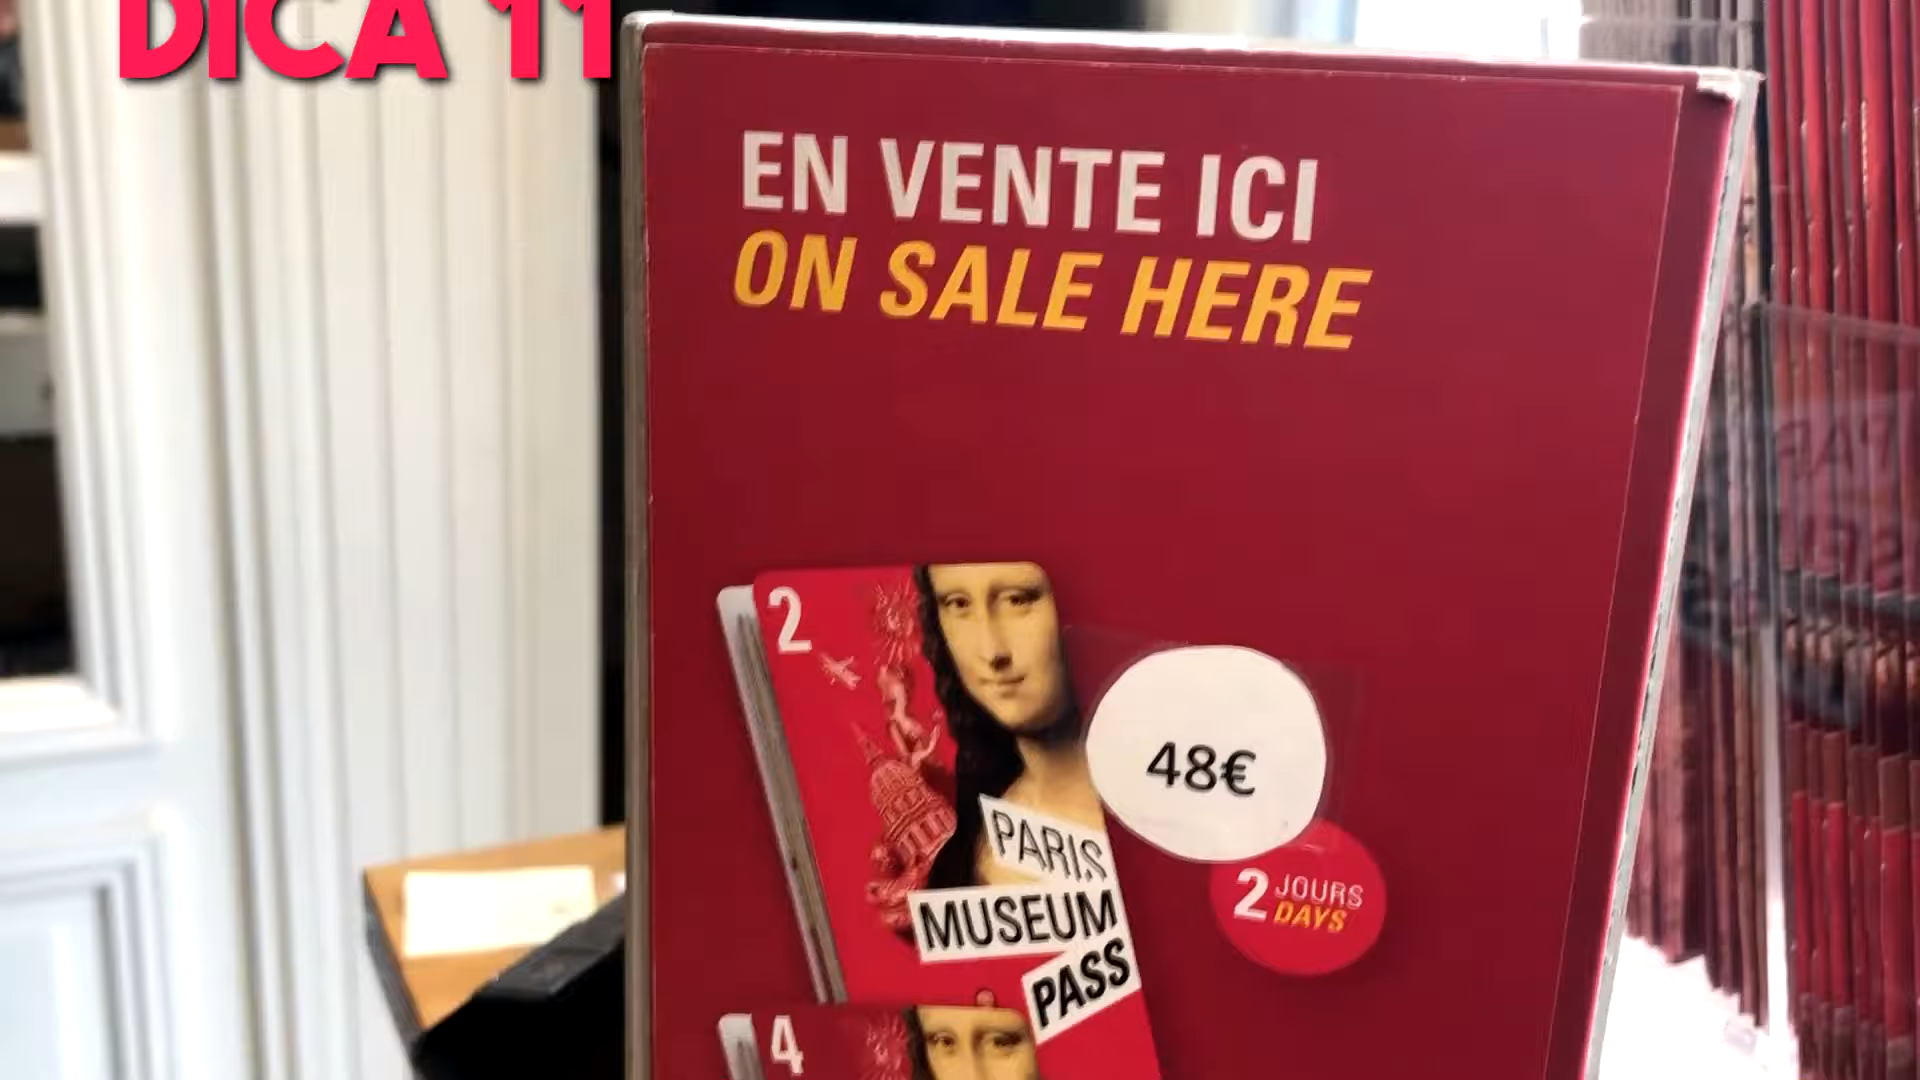 DICA 11
EN VENTE ICI
ON SALE HERE
2
48€
PARIS
MUSEUM
PASS
2 JOURS
DAYS
4